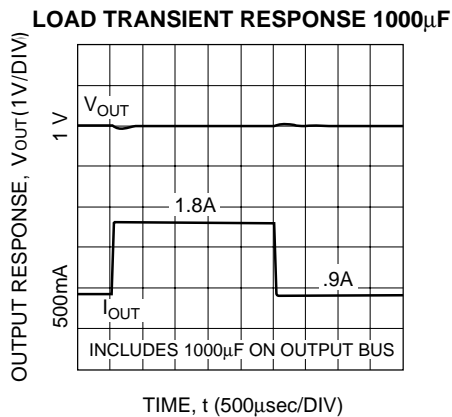 LOAD TRANSIENT RESPONSE 1000µF
OUTPUT RESPONSE, VOUT (1V/DIV)
1 V
500mA
VOUT
1.8A
.9A
IOUT
INCLUDES 1000µF ON OUTPUT BUS
TIME, t (500µsec/DIV)